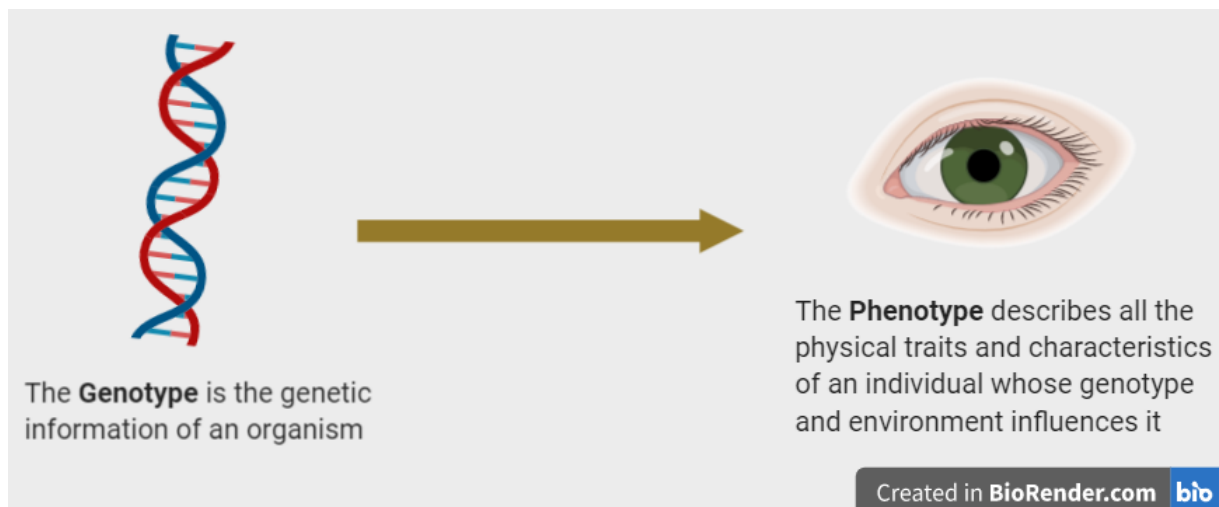 The Genotype is the genetic
information of an organism
The Phenotype describes all the
physical traits and characteristics
of an individual whose genotype
and environment influences it
Created in BioRender.com bio